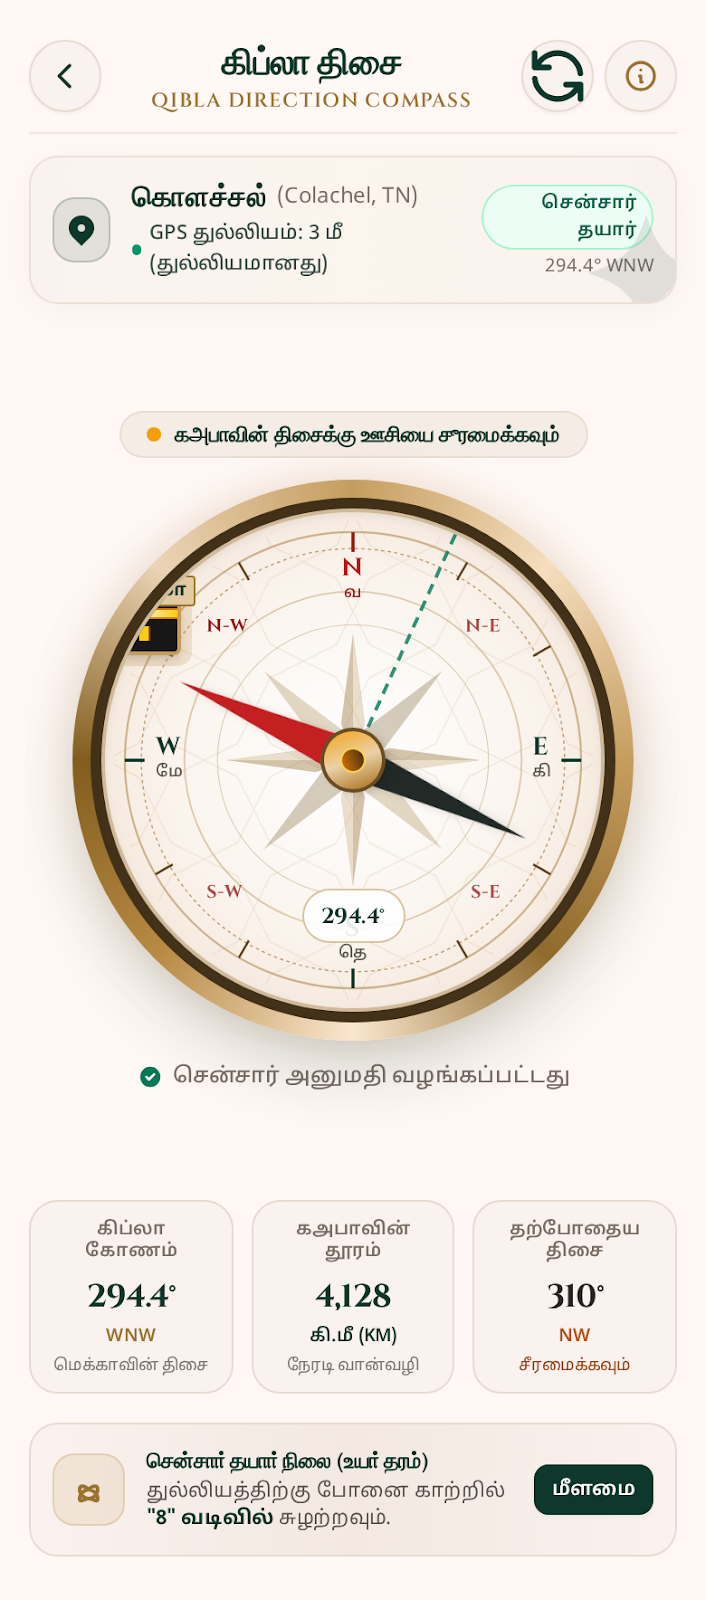 கிப்லா திசை
QIBLA DIRECTION COMPASS
கொளச்சல் (Colachel, TN)
GPS துல்லியம்: 3 மீ
(துல்லியமானது)
சென்சார்
தயார்
294.4° WNW
கஅபாவின் திசைக்கு ஊசியை சீரமைக்கவும்
N
வ
N-W
N-E
W
மே
E
கி
S-W
S-E
294.4°
S
தெ
சென்சார் அனுமதி வழங்கப்பட்டது
கிப்லா
கோணம்
294.4°
WNW
மெக்காவின் திசை
கஅபாவின்
தூரம்
4,128
கி.மீ (KM)
நேரடி வான்வழி
தற்போதைய
திசை
310°
NW
சீரமைக்கவும்
சென்சார் தயார் நிலை (உயர் தரம்)
துல்லியத்திற்கு போனை காற்றில்
"8" வடிவில் சுழற்றவும்.
மீளமை